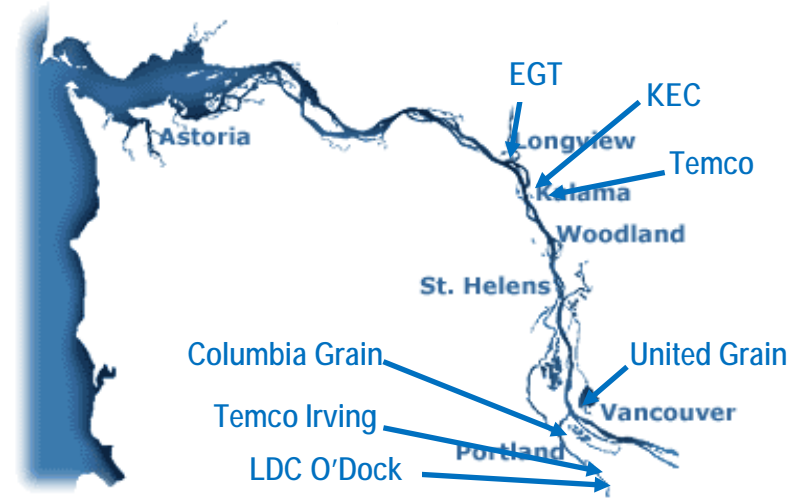 EGT
KEC
Astoria
Longview
Temco
Kalama
Woodland
St. Helens
Columbia Grain
United Grain
Temco Irving
Vancouver
Portland
LDC O'Dock